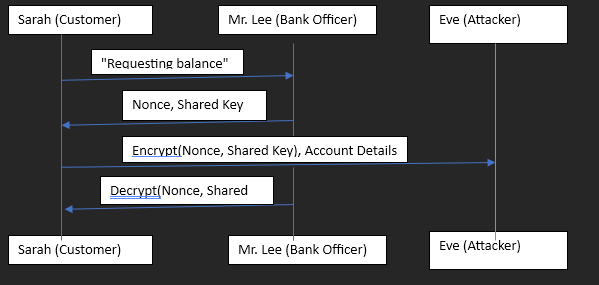 Sarah (Customer)
Mr. Lee (Bank Officer)
Eve (Attacker)
"Requesting balance"
Nonce, Shared Key
Encrypt(Nonce, Shared Key), Account Details
Decrypt(Nonce, Shared
Sarah (Customer)
Mr. Lee (Bank Officer)
Eve (Attacker)